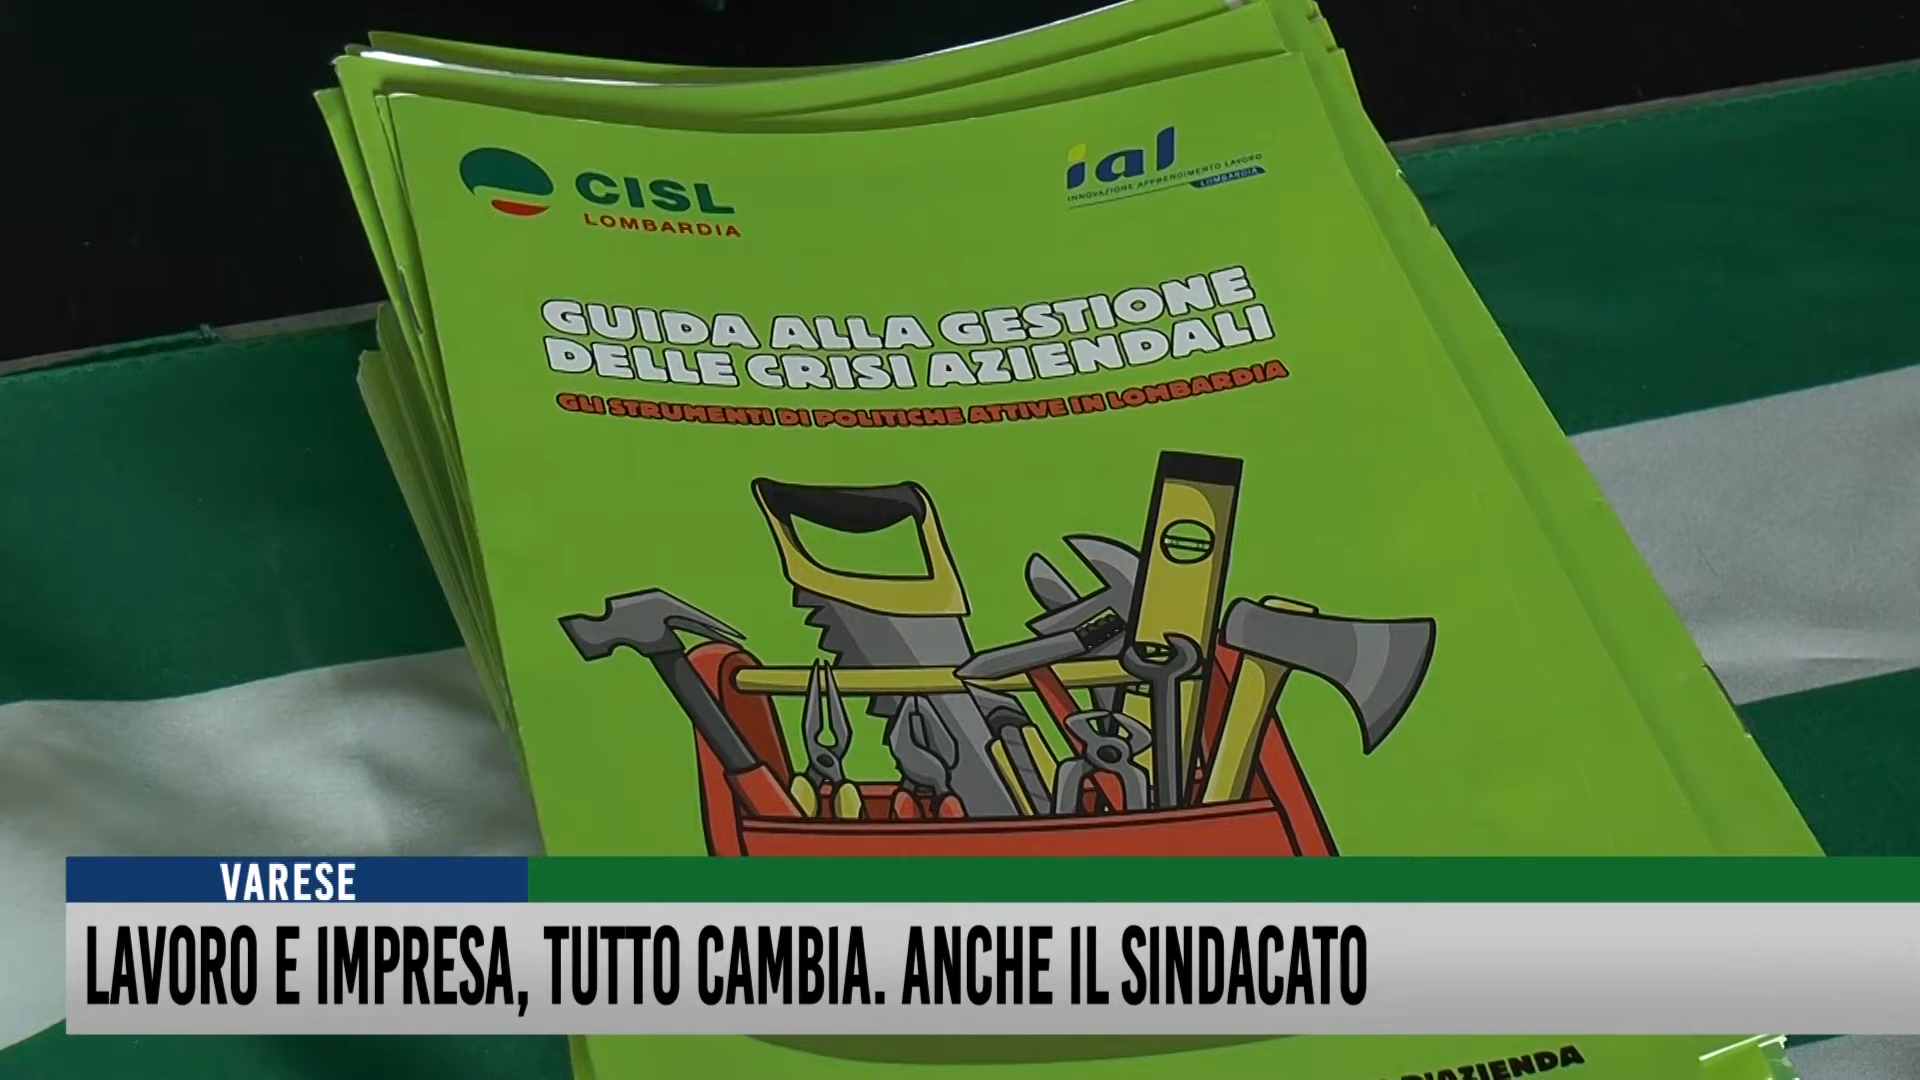 CISL
LOMBARDIA
ial
INNOVAZIONE APPRENDIMENTO LAVORO
LOMBARDIA
GUIDA ALLA GESTIONE
DELLE CRISI AZIENDALI
GLI STRUMENTI DI POLITICHE ATTIVE IN LOMBARDIA
VARESE
LAVORO E IMPRESA, TUTTO CAMBIA. ANCHE IL SINDACATO
D'AZIENDA